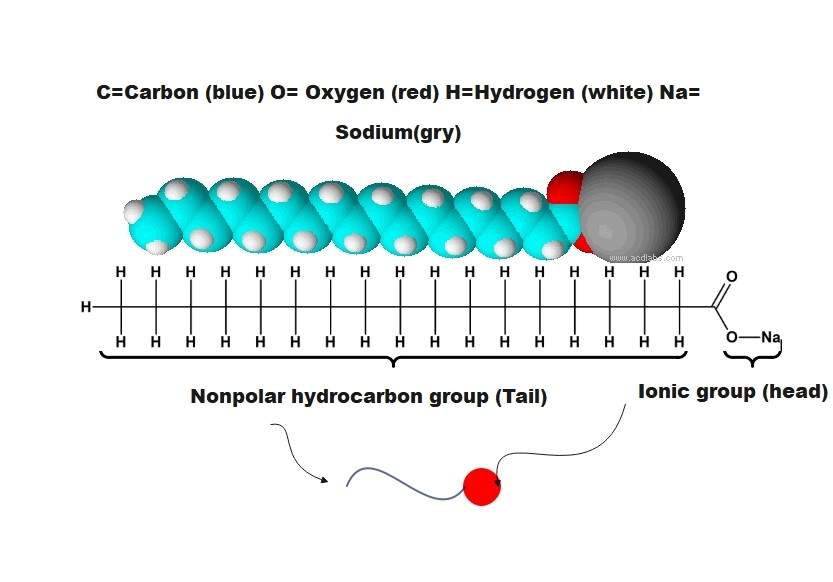 C=Carbon (blue) O= Oxygen (red) H=Hydrogen (white) Na=
Sodium(gry)
www.acdlabs.com
H H H H H H H H H H H H H H H H H O
H
H H H H H H H H H H H H H H H H H O Na
Nonpolar hydrocarbon group (Tail) Ionic group (head)